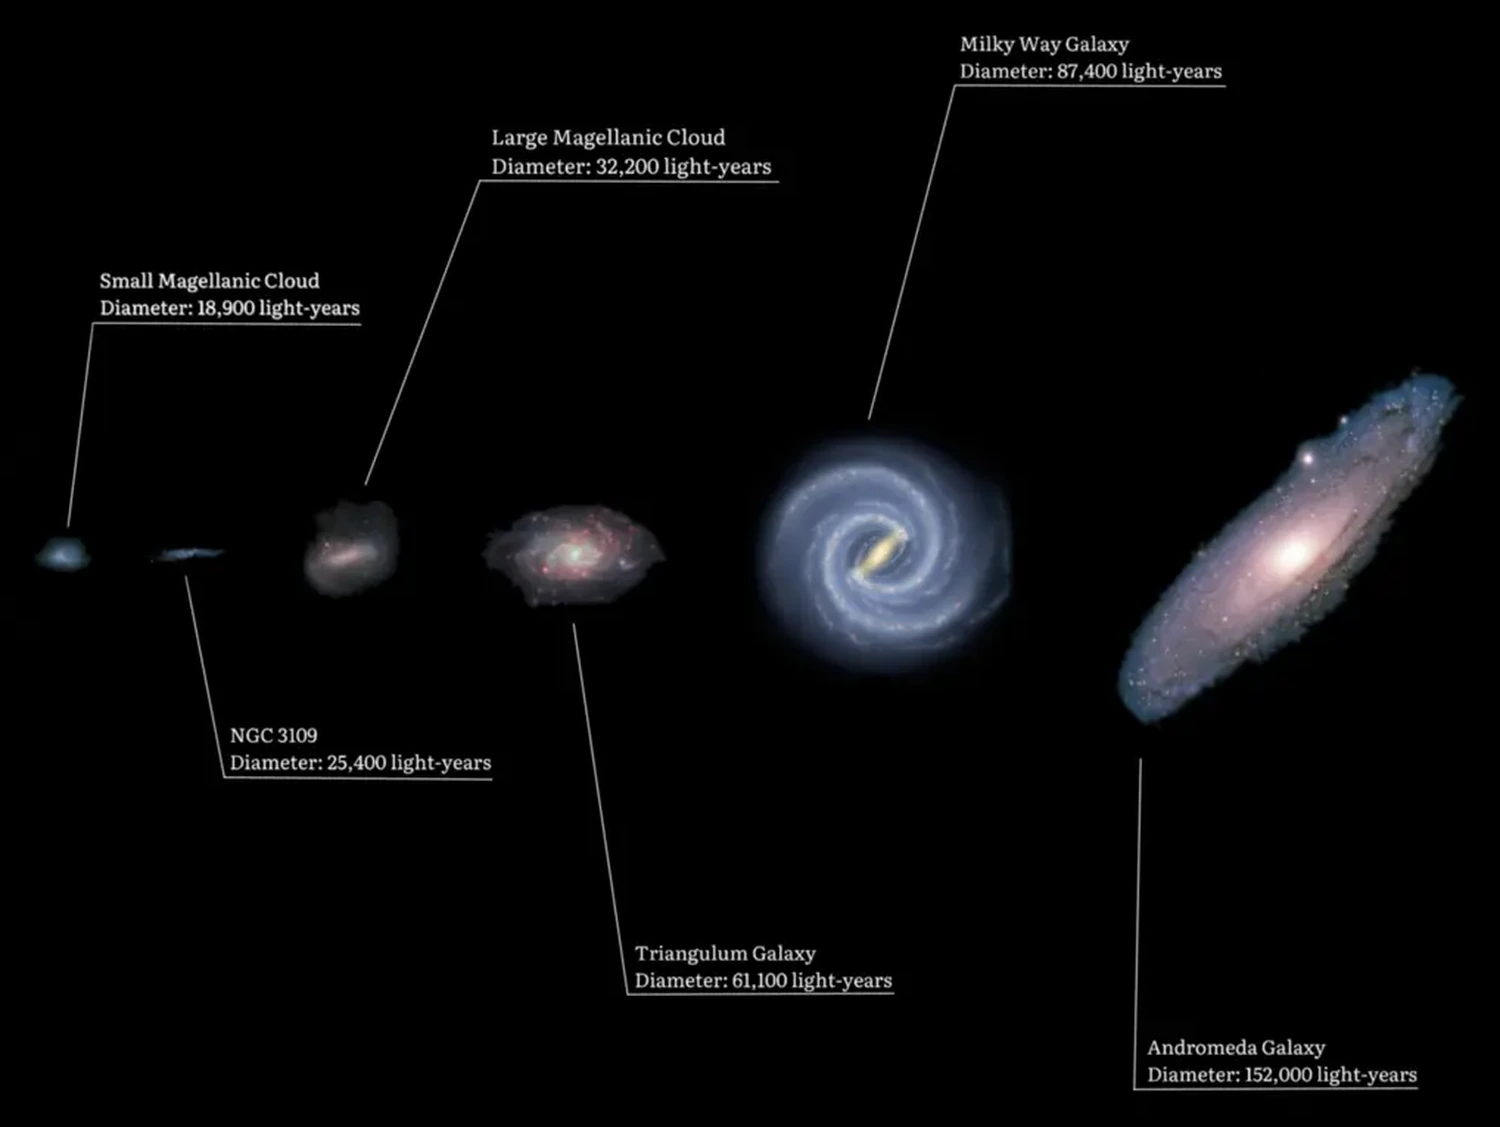 Milky Way Galaxy
Diameter: 87,400 light-years
Large Magellanic Cloud
Diameter: 32,200 light-years
Small Magellanic Cloud
Diameter: 18,900 light-years
NGC 3109
Diameter: 25,400 light-years
Triangulum Galaxy
Diameter: 61,100 light-years
Andromeda Galaxy
Diameter: 152,000 light-years